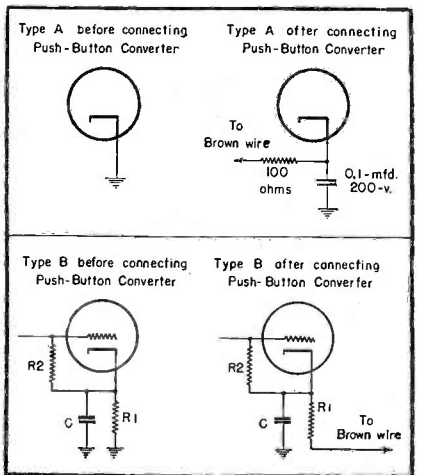 Type A before connecting
Push-Button Converter
Type A after connecting
Push-Button Converter
To
Brown wire
100
ohms
0.1-mfd.
200-v.
Type B before connecting
Push-Button Converter
Type B after connecting
Push-Button Converfer
R2
C
R1
R2
C
R1
To
Brown wire